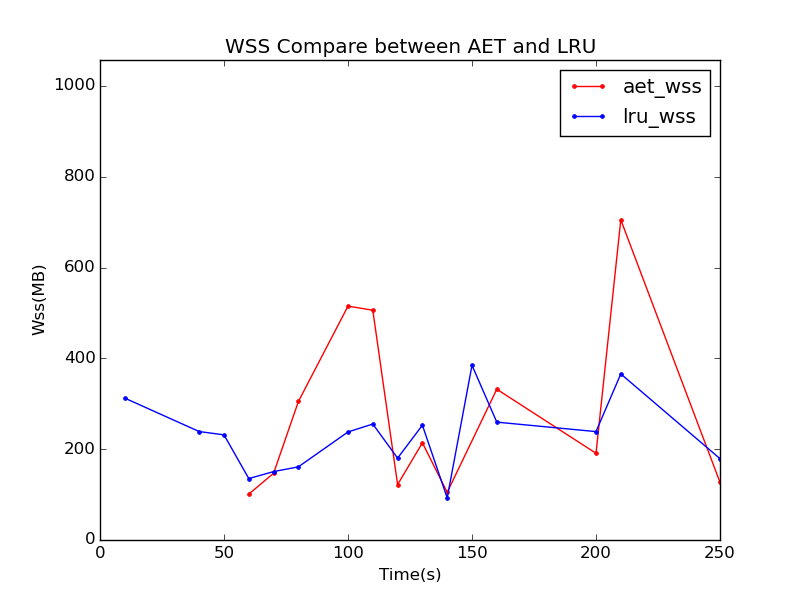 WSS Compare between AET and LRU
aet_wss
lru_wss
1000
800
600
400
200
0
Wss(MB)
0 50 100 150 200 250
Time(s)